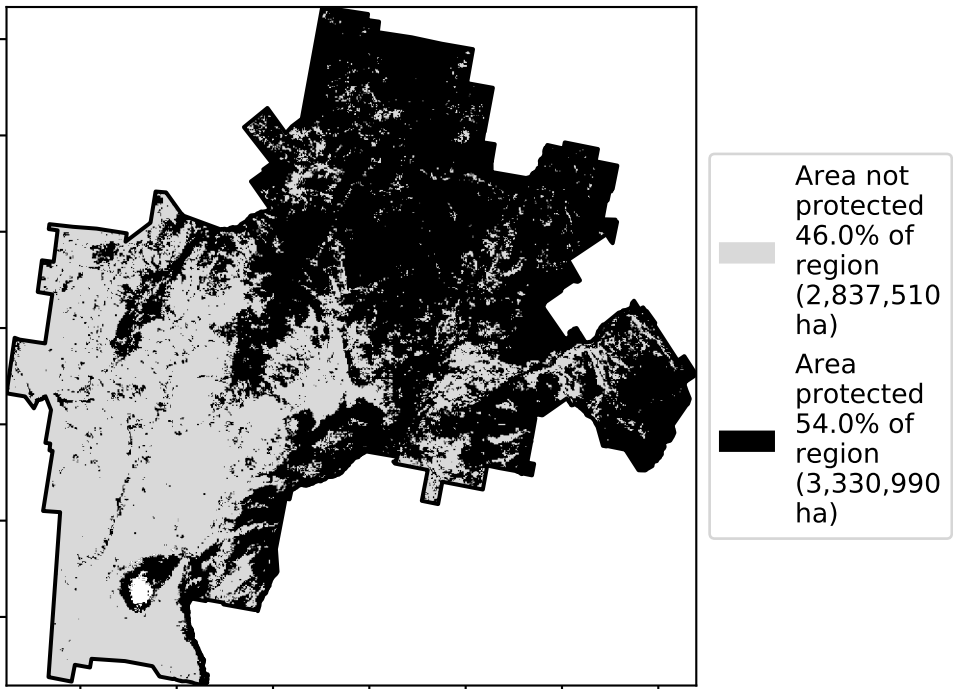 Area not
protected
46.0% of
region
(2,837,510
ha)
Area
protected
54.0% of
region
(3,330,990
ha)